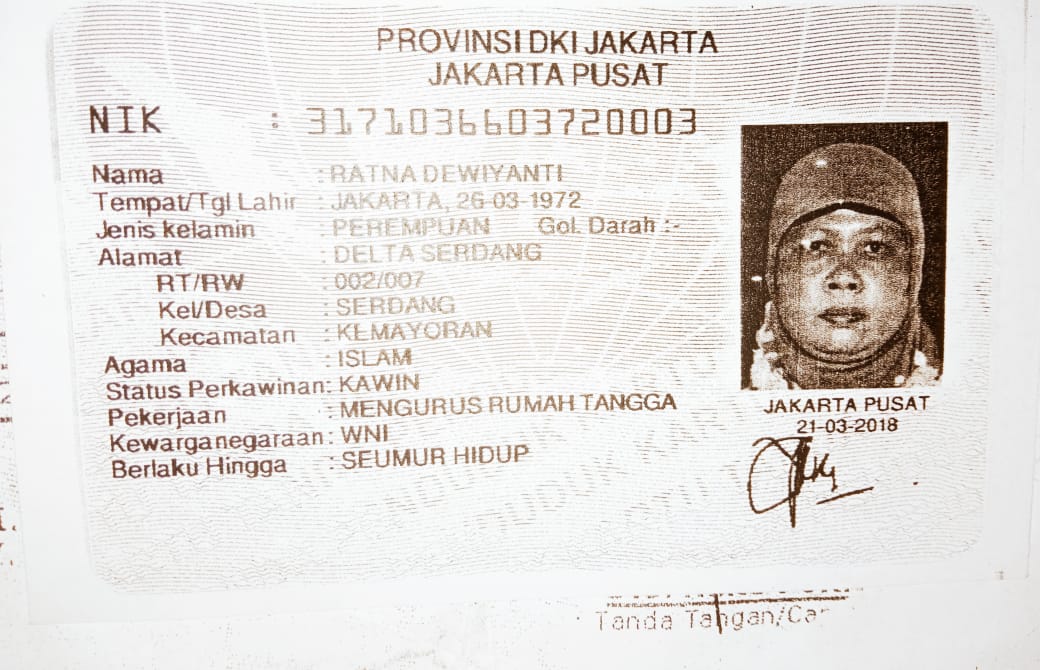 PROVINSI DKI JAKARTA
JAKARTA PUSAT
NIK : 3171036603720003
Nama : RATNA DEWIYANTI
Tempat/Tgl Lahir : JAKARTA, 26-03-1972
Jenis kelamin : PEREMPUAN Gol. Darah :-
Alamat : DELTA SERDANG
RT/RW : 002/007
Kel/Desa : SERDANG
Kecamatan : KEMAYORAN
Agama : ISLAM
Status Perkawinan: KAWIN
Pekerjaan : MENGURUS RUMAH TANGGA
Kewarganegaraan: WNI
Berlaku Hingga : SEUMUR HIDUP
JAKARTA PUSAT
21-03-2018
Tanda Tangan/Ca